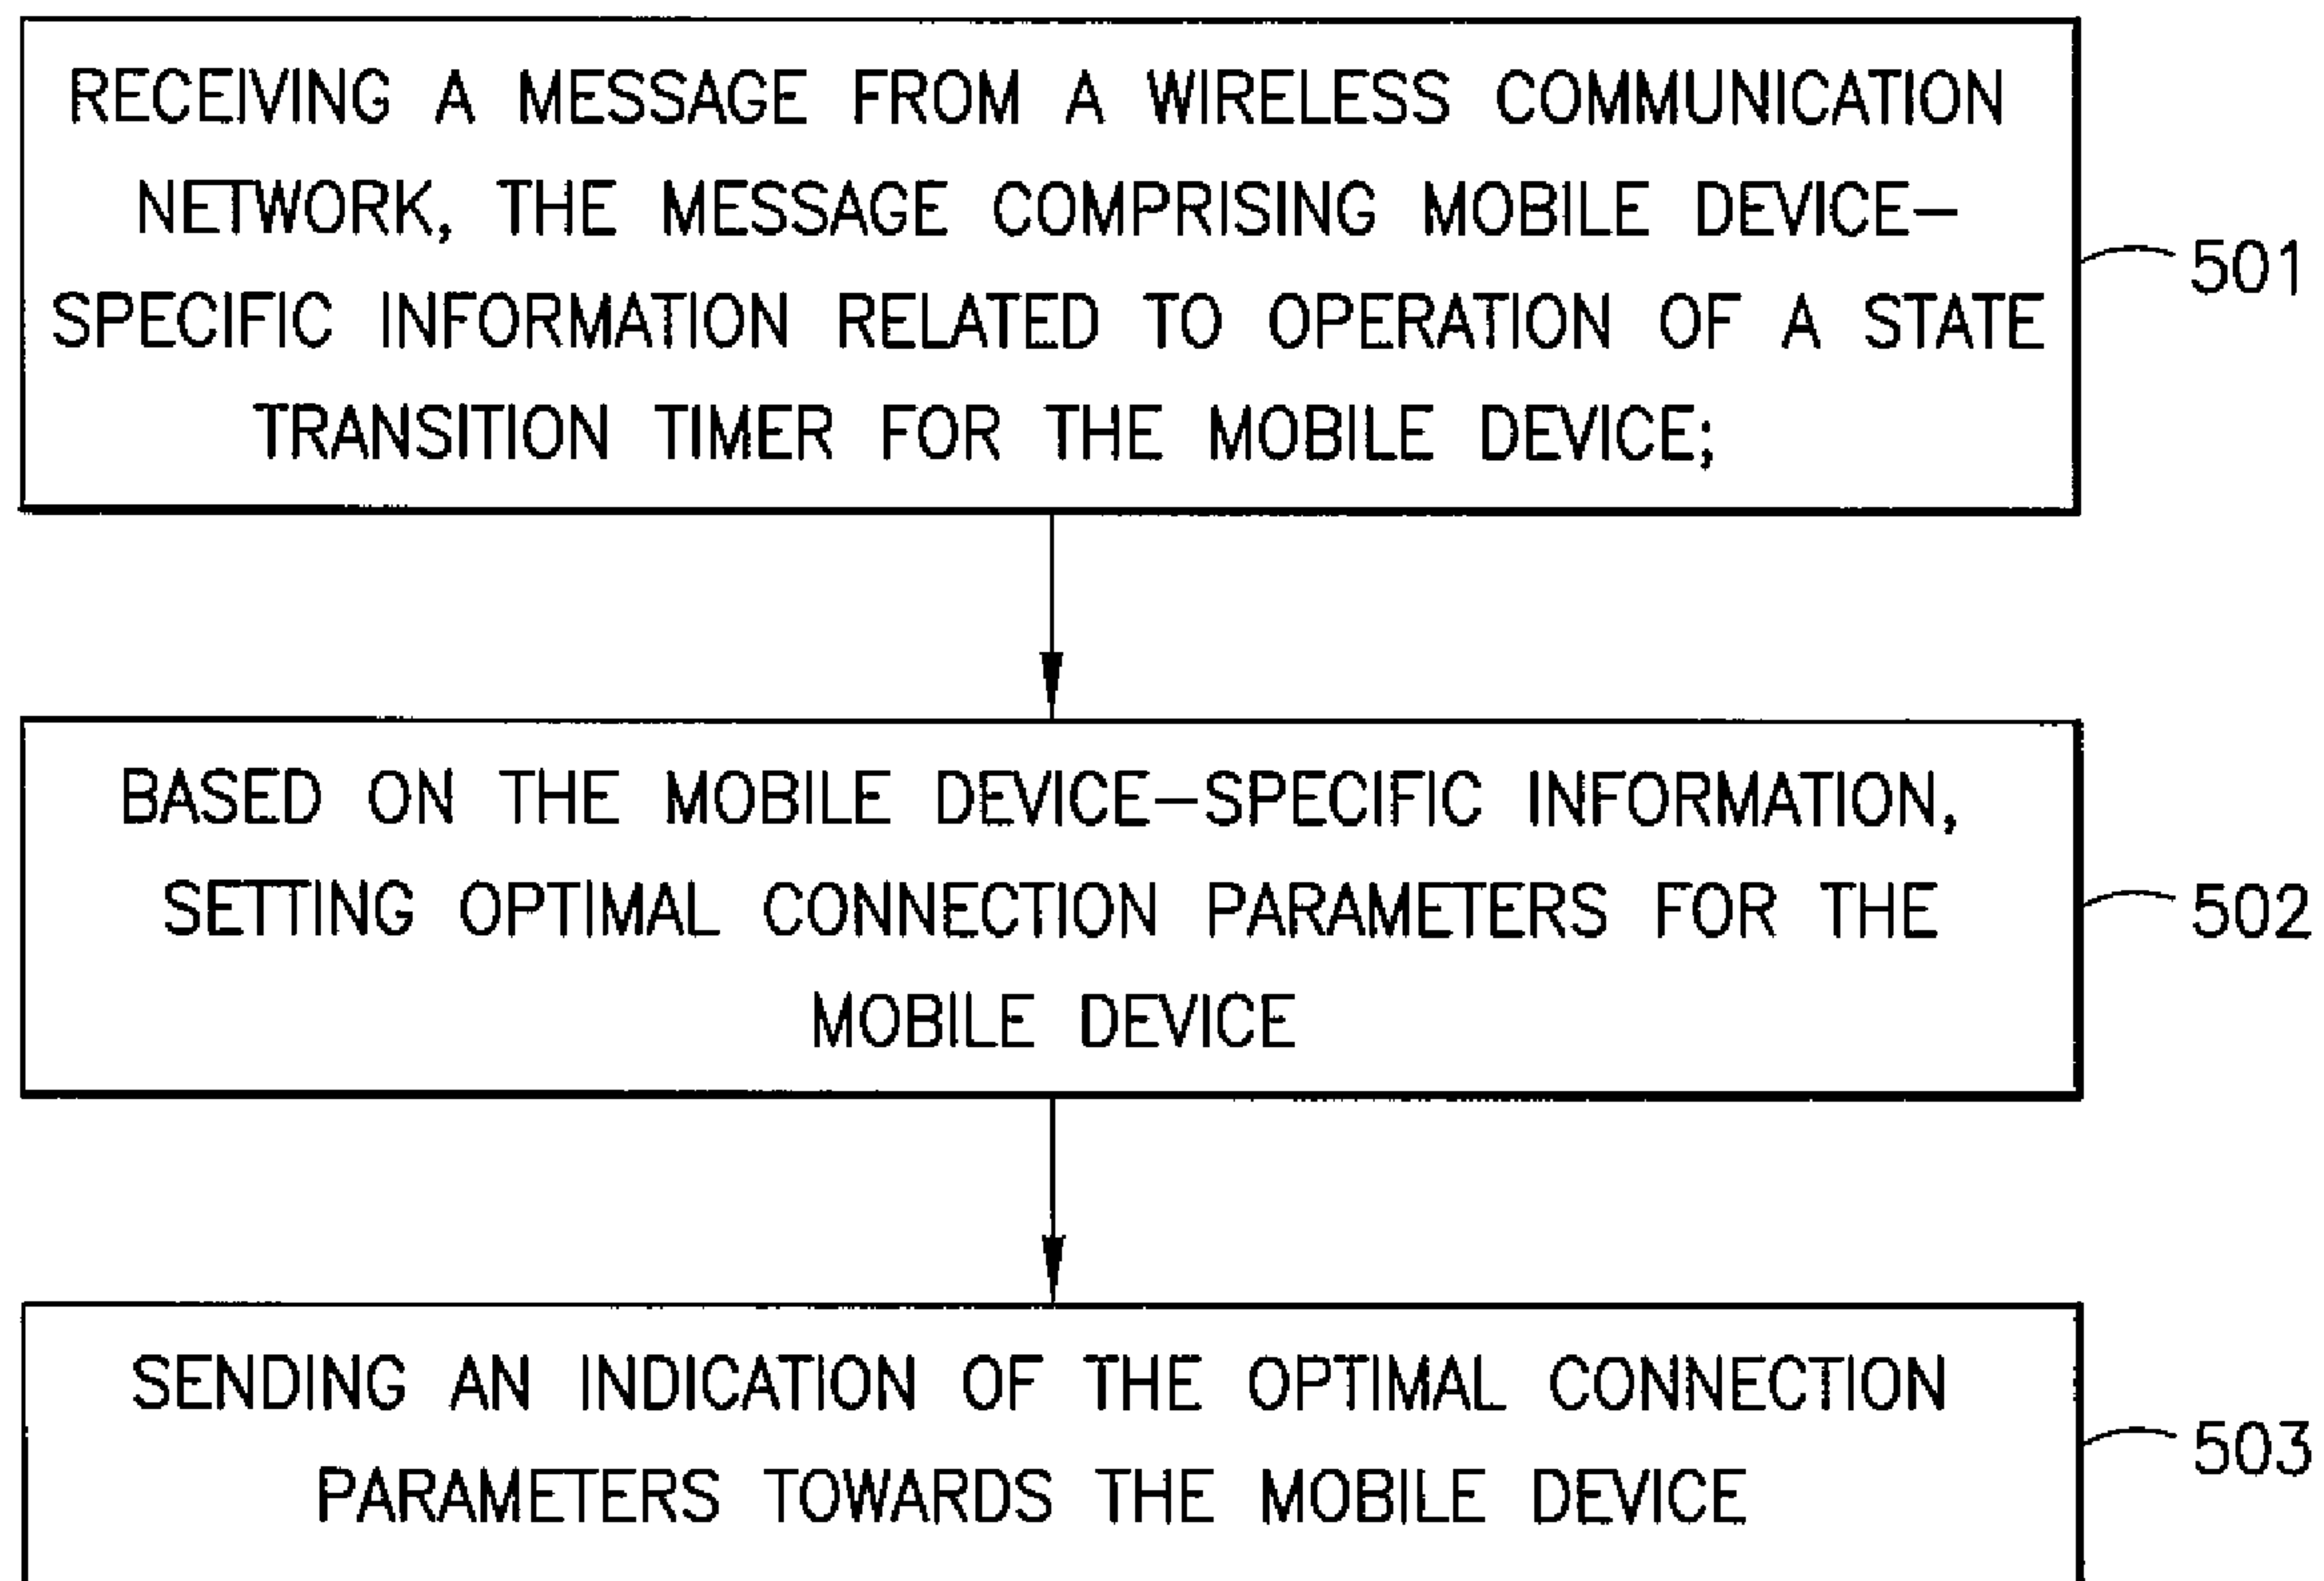 RECEIVING A MESSAGE FROM A WIRELESS COMMUNICATION
NETWORK, THE MESSAGE COMPRISING MOBILE DEVICE—
SPECIFIC INFORMATION RELATED TO OPERATION OF A STATE
TRANSITION TIMER FOR THE MOBILE DEVICE;
501
BASED ON THE MOBILE DEVICE—SPECIFIC INFORMATION,
SETTING OPTIMAL CONNECTION PARAMETERS FOR THE
MOBILE DEVICE
502
SENDING AN INDICATION OF THE OPTIMAL CONNECTION
PARAMETERS TOWARDS THE MOBILE DEVICE
503